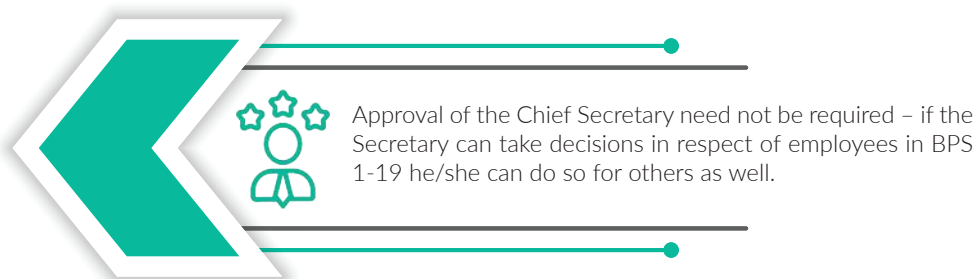 Approval of the Chief Secretary need not be required – if the
Secretary can take decisions in respect of employees in BPS
1-19 he/she can do so for others as well.